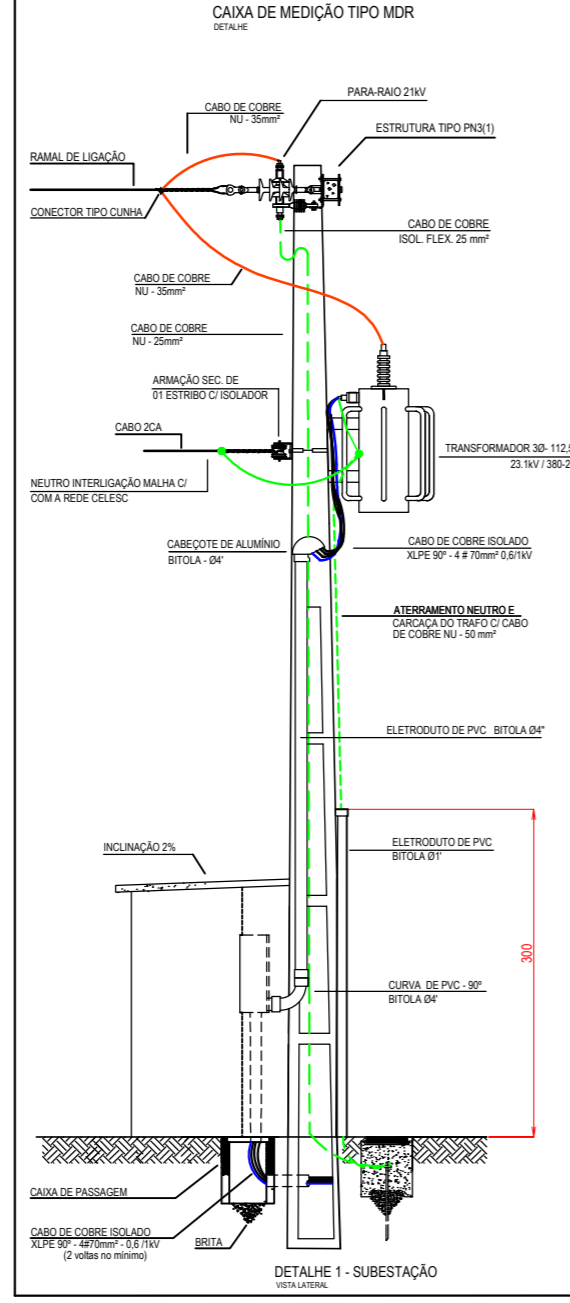 CAIXA DE MEDIÇÃO TIPO MDR
DETALHE
PARA-RAIO 21kV
CABO DE COBRE
NU - 35mm²
ESTRUTURA TIPO PN3(1)
RAMAL DE LIGAÇÃO
CONECTOR TIPO CUNHA
CABO DE COBRE
ISOL. FLEX. 25 mm²
CABO DE COBRE
NU - 35mm²
CABO DE COBRE
NU - 25mm²
ARMAÇÃO SEC. DE
01 ESTRIBO C/ ISOLADOR
CABO 2CA
TRANSFORMADOR 3Ø- 112,5
23.1kV / 380-2
NEUTRO INTERLIGAÇÃO MALHA C/
COM A REDE CELESC
CABEÇOTE DE ALUMÍNIO
BITOLA - Ø4'
CABO DE COBRE ISOLADO
XLPE 90º - 4 # 70mm² 0,6/1kV
ATERRAMENTO NEUTRO E
CARCAÇA DO TRAFO C/ CABO
DE COBRE NU - 50 mm²
ELETRODUTO DE PVC BITOLA Ø4"
INCLINAÇÃO 2%
ELETRODUTO DE PVC
BITOLA Ø1'
300
CURVA DE PVC - 90º
BITOLA Ø4'
CAIXA DE PASSAGEM
CABO DE COBRE ISOLADO
XLPE 90º - 4#70mm² - 0,6 /1kV
(2 voltas no mínimo)
BRITA
DETALHE 1 - SUBESTAÇÃO
VISTA LATERAL